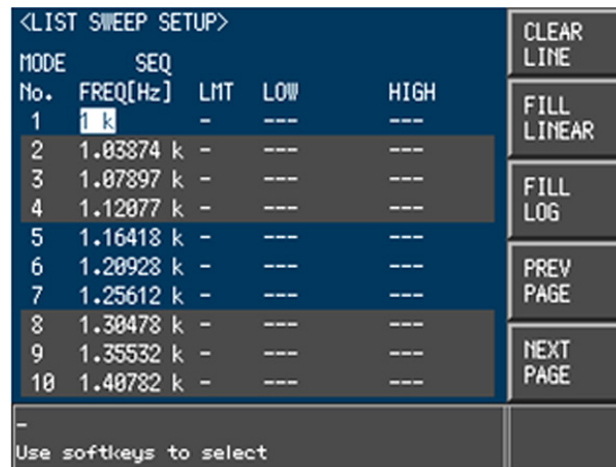 <LIST SWEEP SETUP>
MODE SEQ
No. FREQ[Hz] LMT LOW HIGH
1 1 k - --- ---
2 1.03874 k - --- ---
3 1.07897 k - --- ---
4 1.12077 k - --- ---
5 1.16418 k - --- ---
6 1.20928 k - --- ---
7 1.25612 k - --- ---
8 1.30478 k - --- ---
9 1.35532 k - --- ---
10 1.40782 k - --- ---
-
Use softkeys to select
CLEAR
LINE
FILL
LINEAR
FILL
LOG
PREV
PAGE
NEXT
PAGE